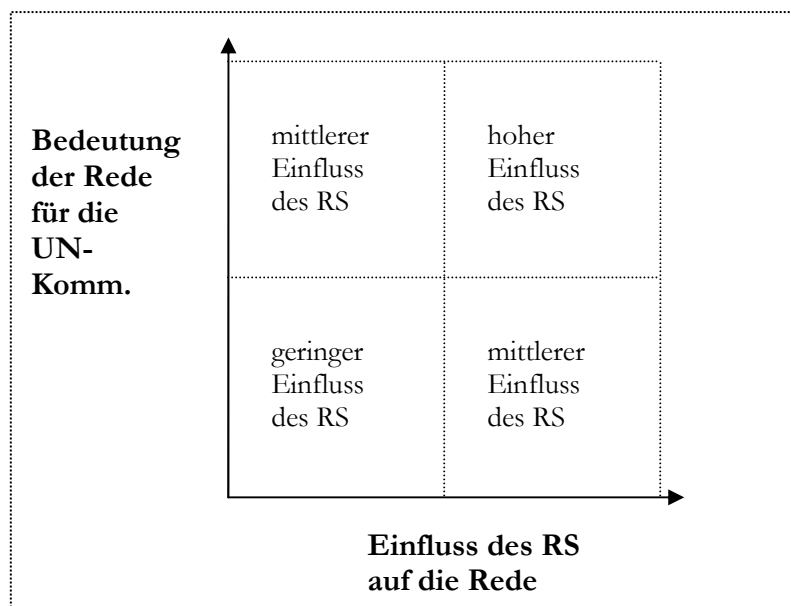 Bedeutung
der Rede
für die
UN-
Komm.
mittlerer
Einfluss
des RS
hoher
Einfluss
des RS
geringer
Einfluss
des RS
mittlerer
Einfluss
des RS
Einfluss des RS
auf die Rede